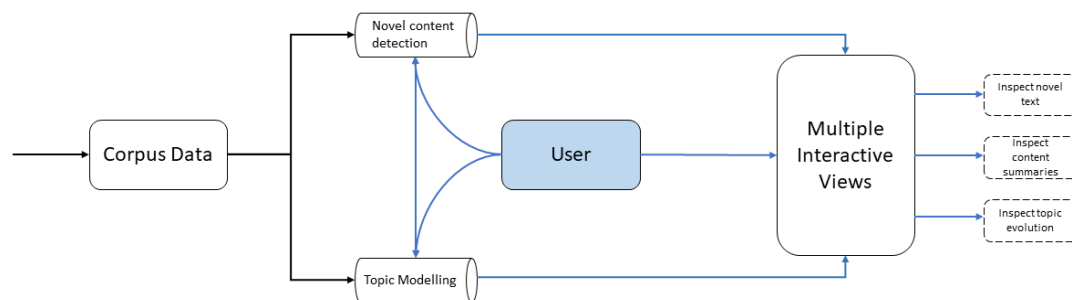 Novel content
detection
Corpus Data
User
Topic Modelling
Multiple
Interactive
Views
Inspect novel
text
Inspect
content
summaries
Inspect topic
evolution